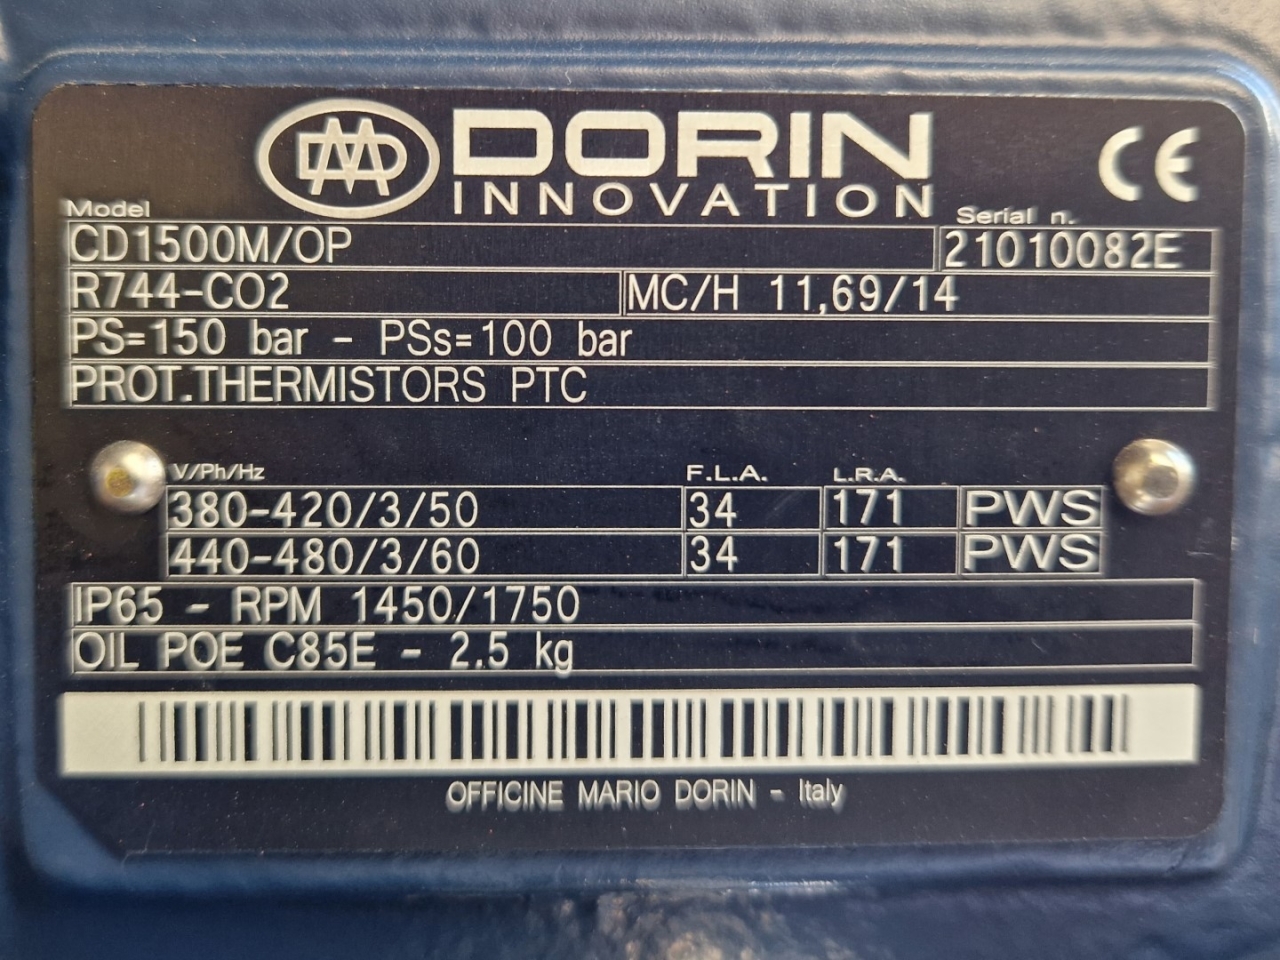 DORIN
INNOVATION
CE
Model
Serial n.
CD1500M/OP 21010082E
R744-CO2 MC/H 11,69/14
PS=150 bar - PSs=100 bar
PROT.THERMISTORS PTC
V/Ph/Hz F.L.A. L.R.A.
380-420/3/50 34 171 PWS
440-480/3/60 34 171 PWS
IP65 - RPM 1450/1750
OIL POE C85E - 2.5 kg
OFFICINE MARIO DORIN - Italy